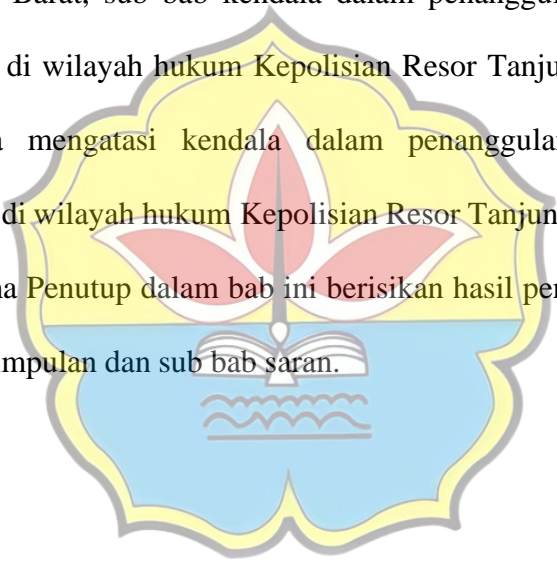 Barat, sub bab kendala dalam penanggul
di wilayah hukum Kepolisian Resor Tanju
mengatasi kendala dalam penanggula
di wilayah hukum Kepolisian Resor Tanjun
a Penutup dalam bab ini berisikan hasil pe
mpulan dan sub bab saran.